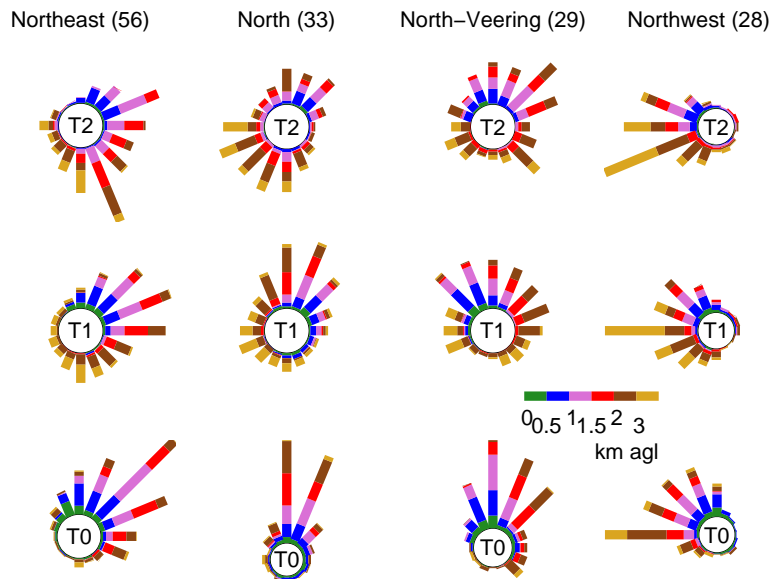 Northeast (56) North (33) North−Veering (29) Northwest (28)
T2 T2 T2 T2
T1 T1 T1 T1
0 0.5 1 1.5 2 3
km agl
T0 T0 T0 T0